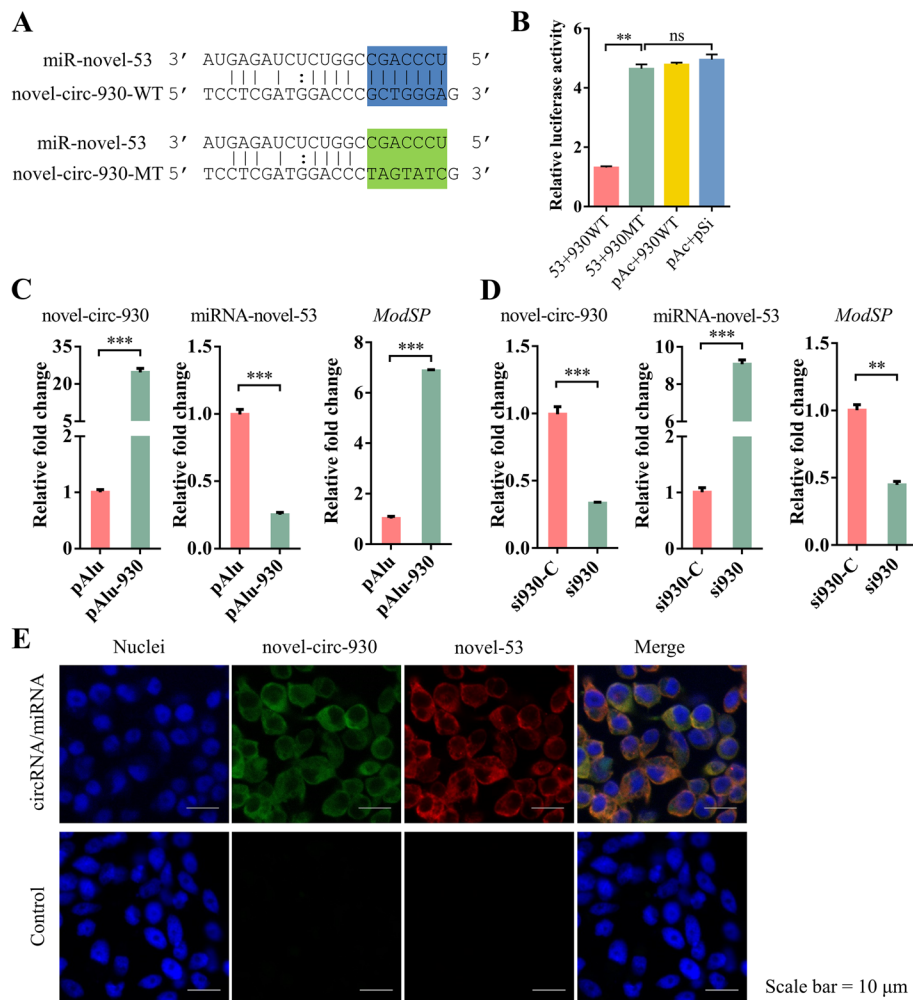 A
miR-novel-53 3′ AUGAGAUCUCUGGCCGACCCU 5′
novel-circ-930-WT 5′ TCCTCGATGGACCCGCTGGGAG 3′
miR-novel-53 3′ AUGAGAUCUCUGGCCGACCCU 5′
novel-circ-930-MT 5′ TCCTCGATGGACCCTAGTATCG 3′
B
Relative luciferase activity
6
4
2
0
** ns
53+930WT
53+930MT
pAc+930WT
pAc+pSi
C
novel-circ-930
Relative fold change
35
25
15
5
2
1
0
***
pAlu
pAlu-930
miRNA-novel-53
Relative fold change
1.5
1.0
0.5
0.0
***
pAlu
pAlu-930
ModSP
Relative fold change
8
6
4
2
0
***
pAlu
pAlu-930
D
novel-circ-930
Relative fold change
1.5
1.0
0.5
0.0
***
si930-C
si930
miRNA-novel-53
Relative fold change
10
8
6
4
2
1
0
***
si930-C
si930
ModSP
Relative fold change
1.5
1.0
0.5
0.0
**
si930-C
si930
E
Nuclei novel-circ-930 novel-53 Merge
circRNA/miRNA
Control
Scale bar = 10 μm